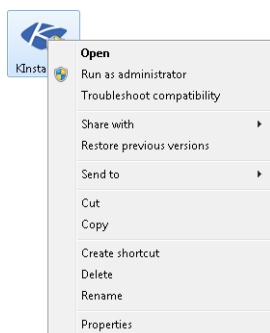 Open
KInsta
Run as administrator
Troubleshoot compatibility
Share with
Restore previous versions
Send to
Cut
Copy
Create shortcut
Delete
Rename
Properties